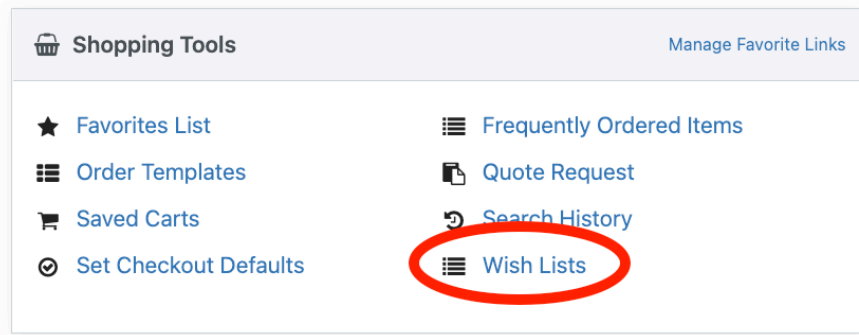 Shopping Tools
Manage Favorite Links
Favorites List
Frequently Ordered Items
Order Templates
Quote Request
Saved Carts
Search History
Set Checkout Defaults
Wish Lists